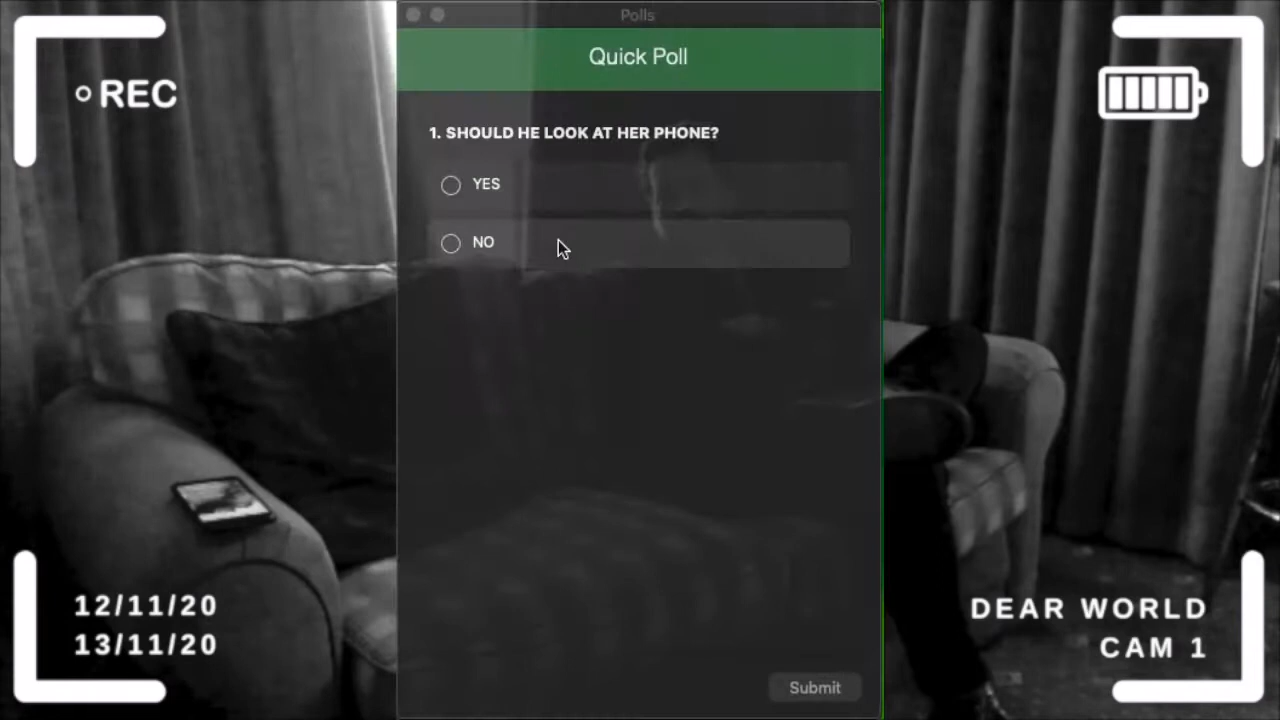 Polls
Quick Poll
REC
1. SHOULD HE LOOK AT HER PHONE?
YES
NO
12/11/20
13/11/20
DEAR WORLD
CAM 1
Submit